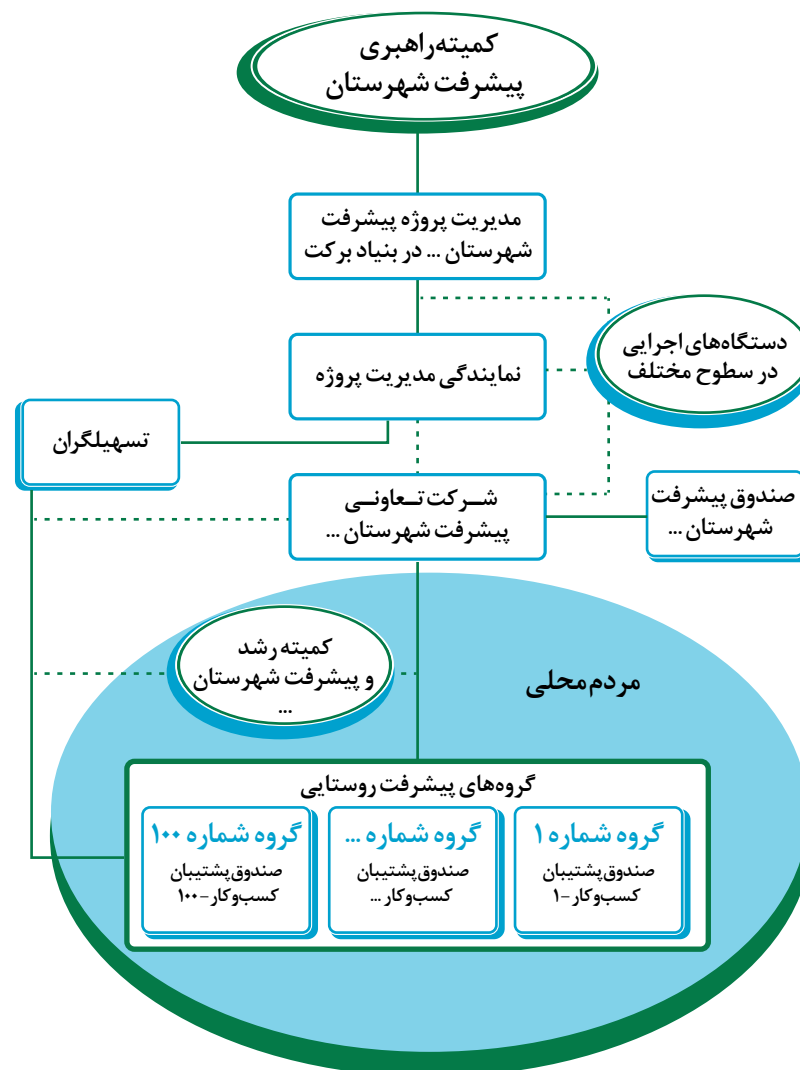 کمیته راهبری
پیشرفت شهرستان
مدیریت پروژه پیشرفت
شهرستان ... در بنیاد برکت
دستگاه‌های اجرایی
در سطوح مختلف
نمایندگی مدیریت پروژه
تسهیلگران
صندوق پیشرفت
شهرستان ...
شــرکت تــعاونــی
پیشرفت شهرستان ...
کمیته رشد
و پیشرفت شهرستان
...
مردم محلی
گروه‌های پیشرفت روستایی
گروه شماره ۱
صندوق پشتیبان
کسب‌وکار -۱
گروه شماره ...
صندوق پشتیبان
کسب‌وکار ...
گروه شماره ۱۰۰
صندوق پشتیبان
کسب‌وکار -۱۰۰